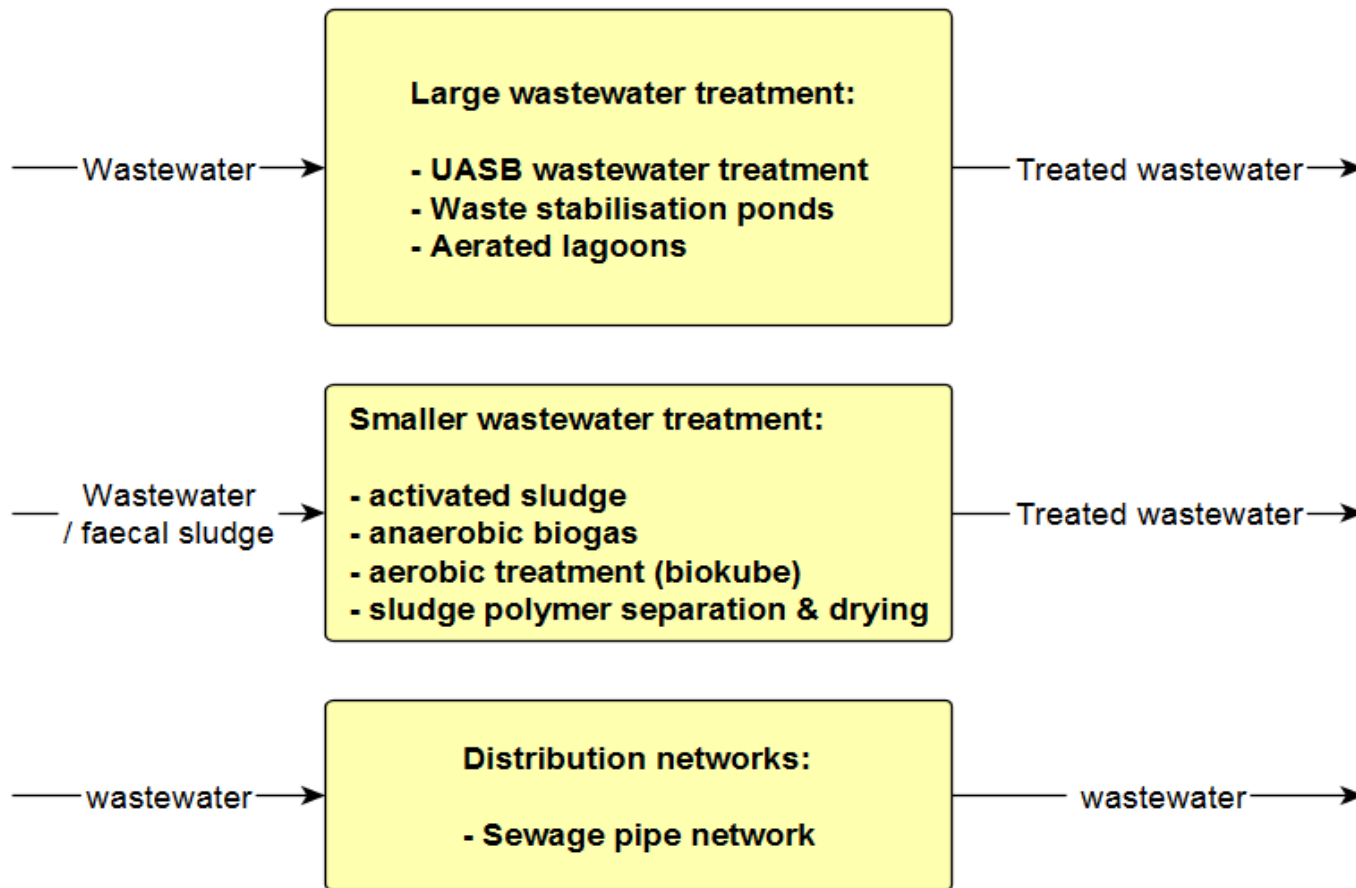 Large wastewater treatment:
Wastewater
- UASB wastewater treatment
- Waste stabilisation ponds
- Aerated lagoons
Treated wastewater
Smaller wastewater treatment:
Wastewater
/ faecal sludge
- activated sludge
- anaerobic biogas
- aerobic treatment (biokube)
- sludge polymer separation & drying
Treated wastewater
Distribution networks:
wastewater
- Sewage pipe network
wastewater